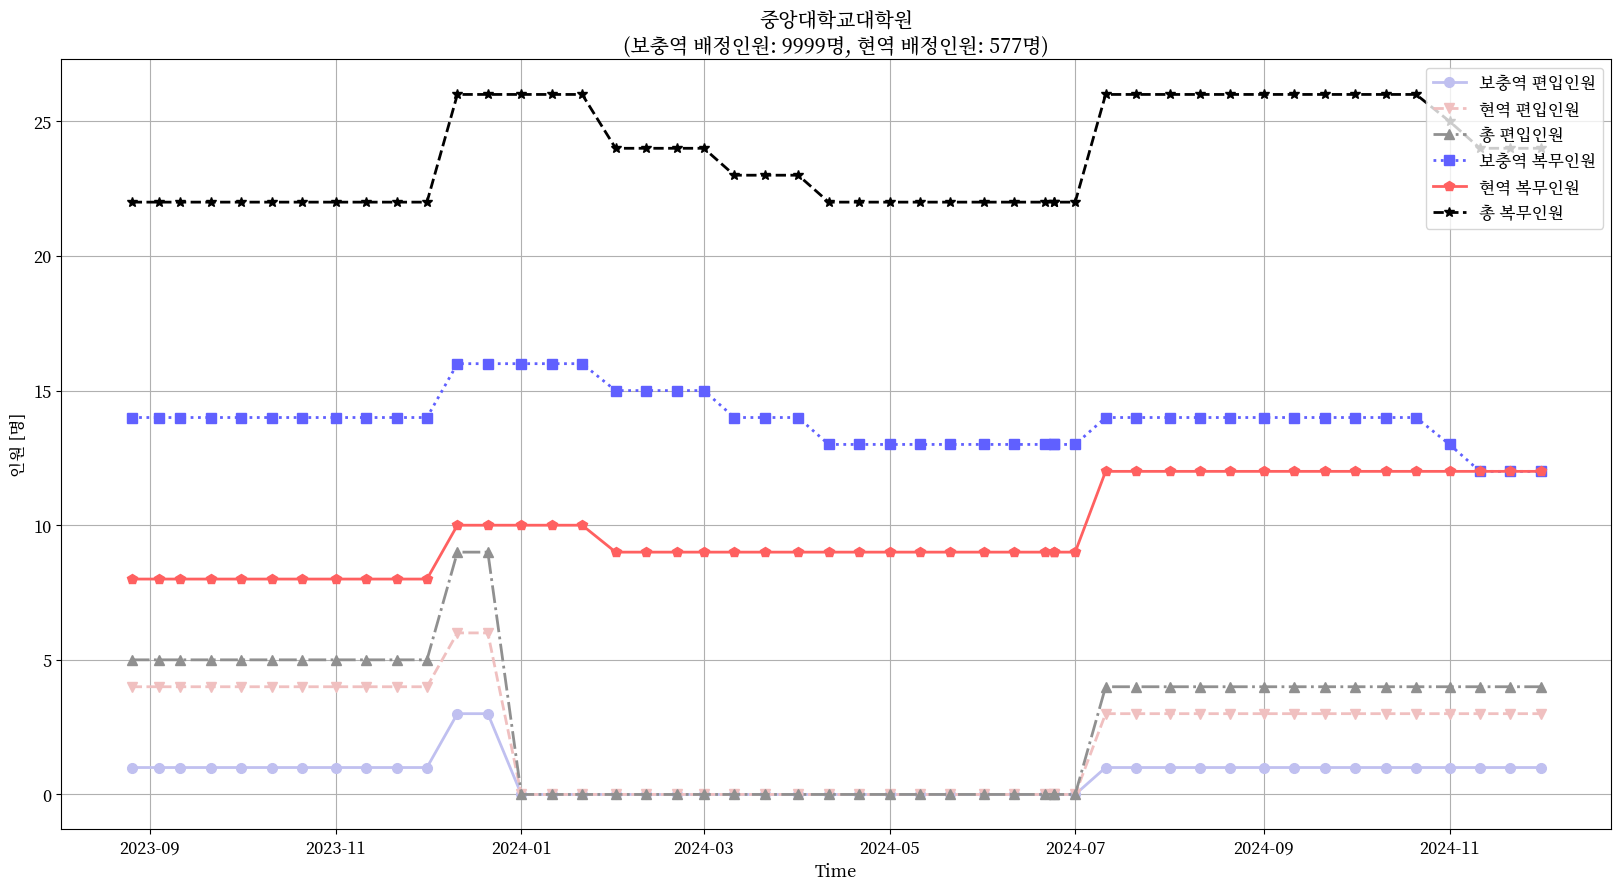 중앙대학교대학원
(보충역 배정인원: 9999명, 현역 배정인원: 577명)
보충역 편입인원
현역 편입인원
총 편입인원
보충역 복무인원
현역 복무인원
총 복무인원
인원 [명]
25
20
15
10
5
0
2023-09
2023-11
2024-01
2024-03
2024-05
2024-07
2024-09
2024-11
Time